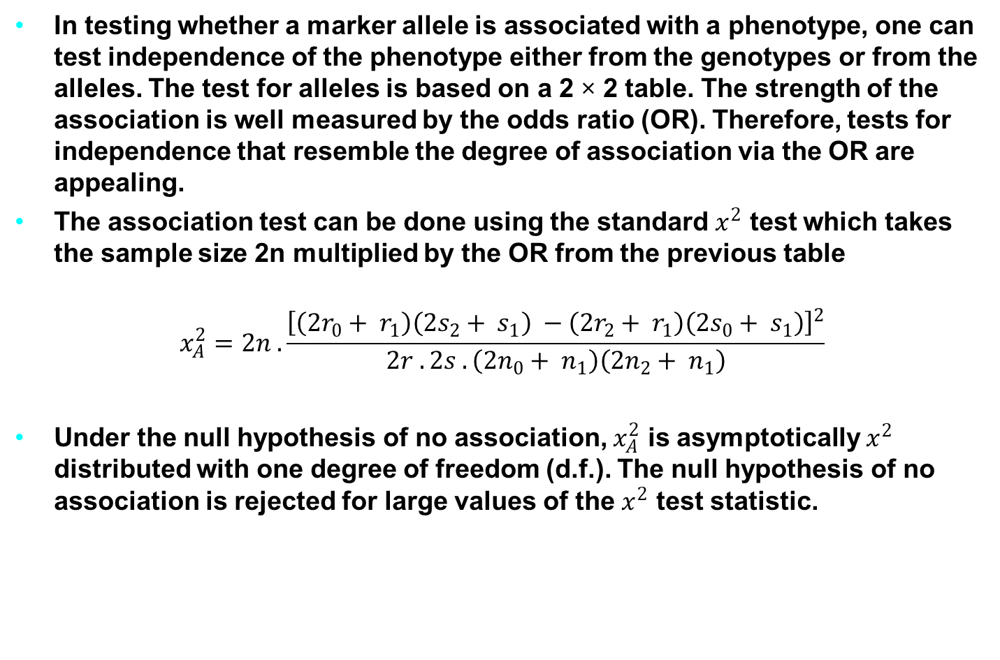 • In testing whether a marker allele is associated with a phenotype, one can
test independence of the phenotype either from the genotypes or from the
alleles. The test for alleles is based on a 2 × 2 table. The strength of the
association is well measured by the odds ratio (OR). Therefore, tests for
independence that resemble the degree of association via the OR are
appealing.
• The association test can be done using the standard x² test which takes
the sample size 2n multiplied by the OR from the previous table
x_A^2 = 2n . \frac{[(2r_0 + r_1)(2s_2 + s_1) − (2r_2 + r_1)(2s_0 + s_1)]^2}{2r . 2s . (2n_0 + n_1)(2n_2 + n_1)}
• Under the null hypothesis of no association, x_A^2 is asymptotically x²
distributed with one degree of freedom (d.f.). The null hypothesis of no
association is rejected for large values of the x² test statistic.